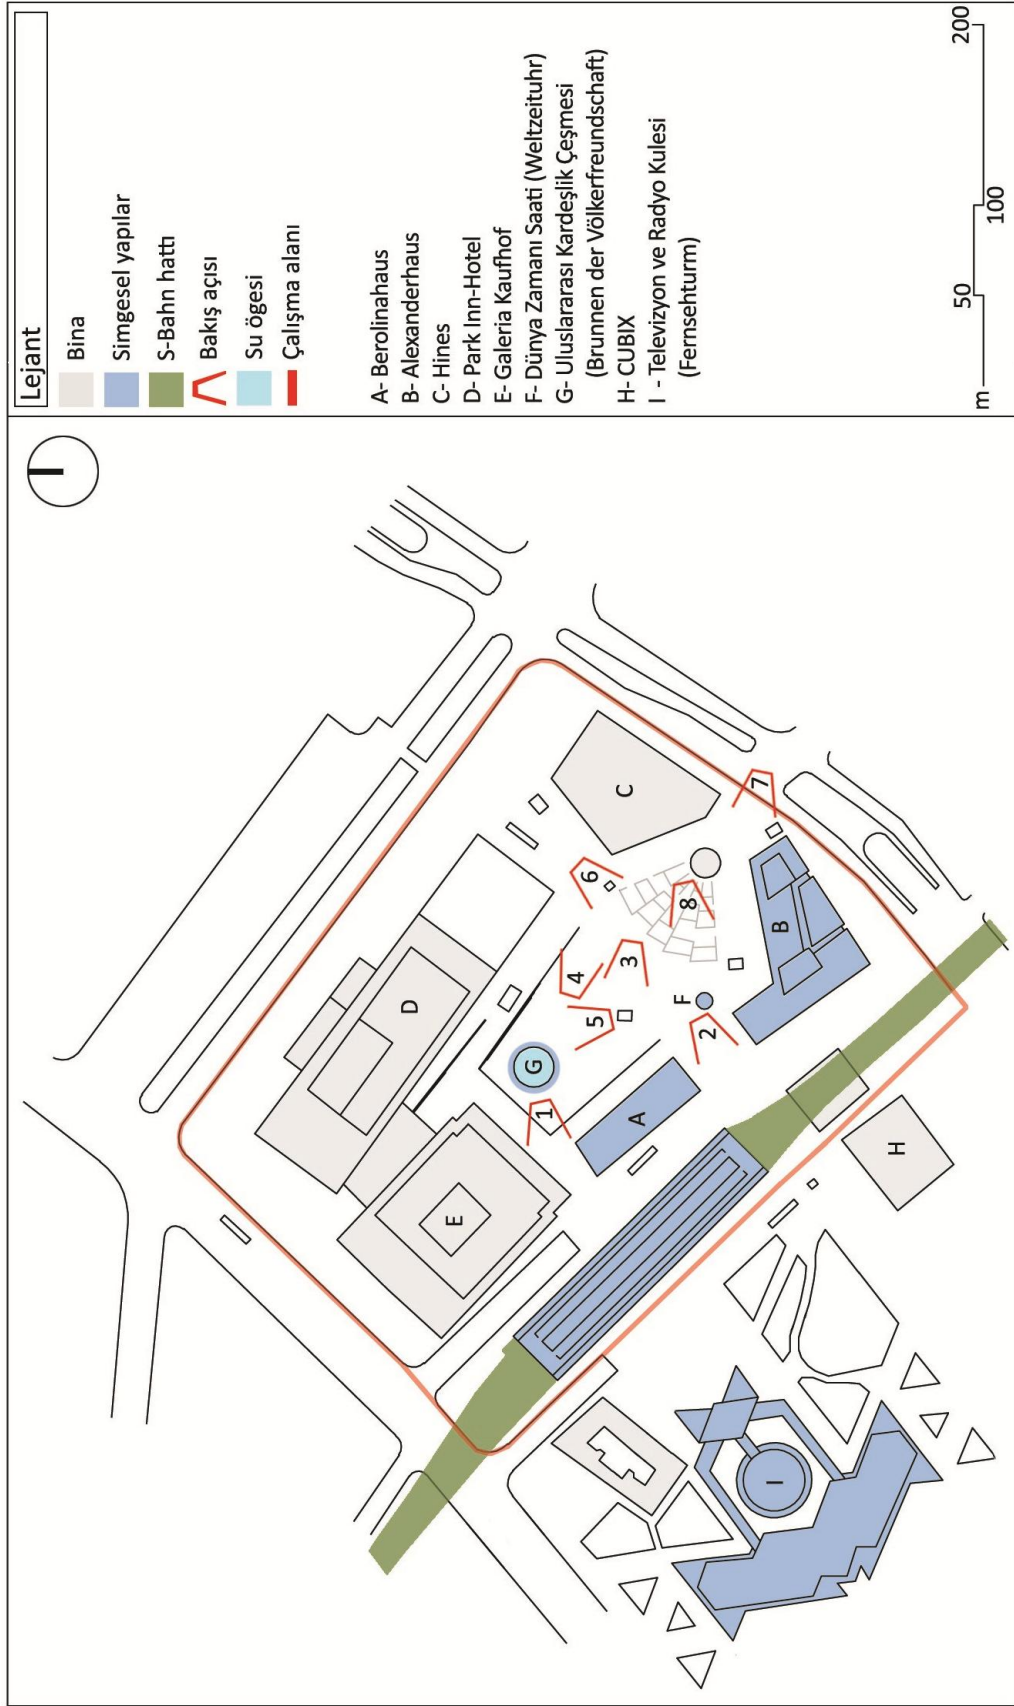 Lejant
Bina
Simgesel yapılar
S-Bahn hattı
Bakış açısı
Su ögesi
Çalışma alanı
A- Berolinahaus
B- Alexanderhaus
C- Hines
D- Park Inn-Hotel
E- Galeria Kaufhof
F- Dünya Zamanı Saati (Weltzeituhr)
G- Uluslararası Kardeşlik Çeşmesi
(Brunnen der Völkerfreundschaft)
H- CUBIX
I - Televizyon ve Radyo Kulesi
(Fernsehturm)
m 50 100 200
D
C
E
G
4
6
5
3
1
8
7
F
2
A
B
H
I